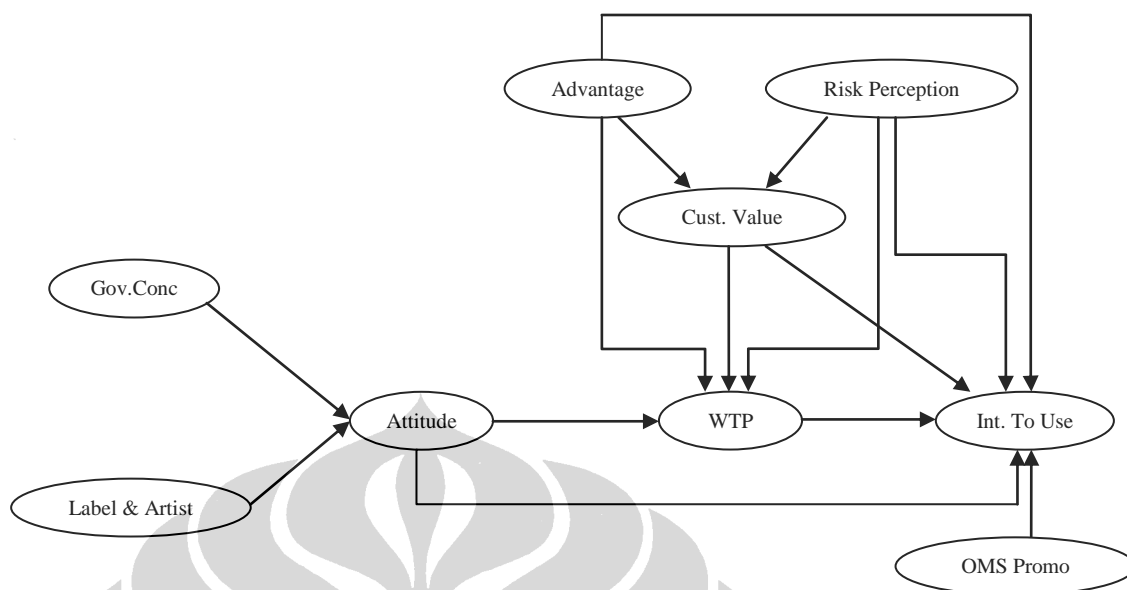 Advantage
Risk Perception
Cust. Value
Gov.Conc
Attitude
WTP
Int. To Use
Label & Artist
OMS Promo